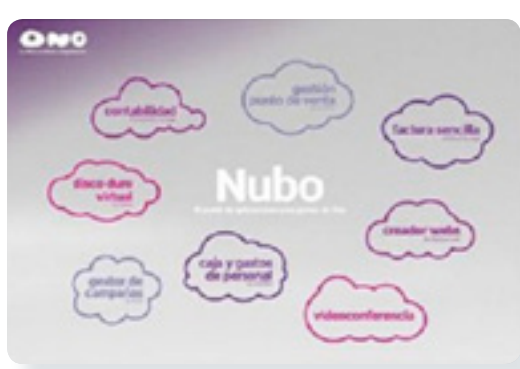 ONO
contabilidad
gestión
punto de venta
factura sencilla
disco duro
virtual
Nubo
creador webs
caja y gastos
de personal
gestor de
campañas
videoconferencia